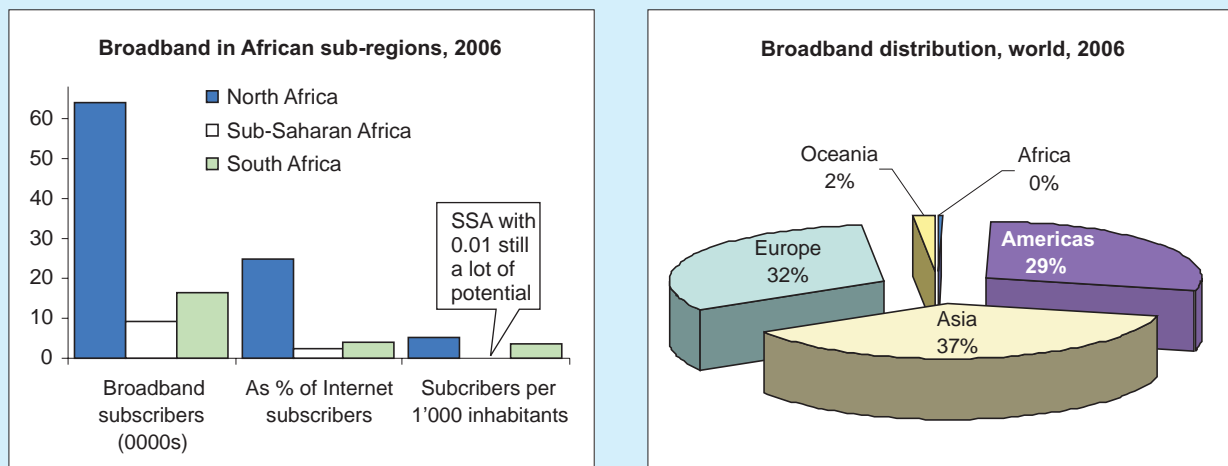 Broadband in African sub-regions, 2006
North Africa
Sub-Saharan Africa
South Africa
60
50
40
30
20
10
0
SSA with
0.01 still
a lot of
potential
Broadband
subscribers
(0000s)
As % of Internet
subscribers
Subcribers per
1'000 inhabitants
Broadband distribution, world, 2006
Oceania
2%
Africa
0%
Europe
32%
Americas
29%
Asia
37%